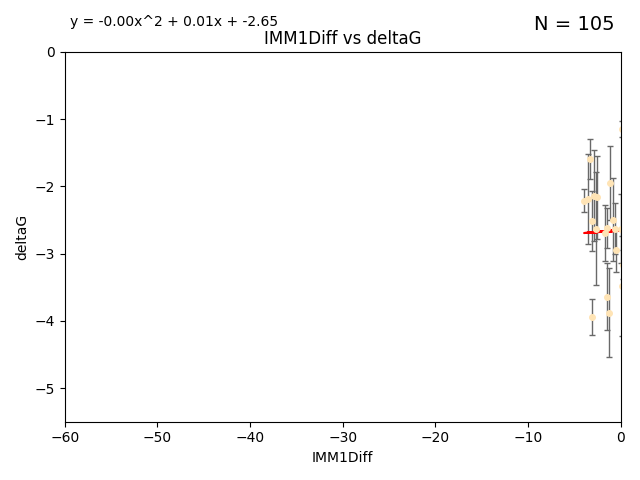 y = -0.00x^2 + 0.01x + -2.65
N = 105
IMM1Diff vs deltaG
0
−1
−2
−3
−4
−5
deltaG
−60 −50 −40 −30 −20 −10 0
IMM1Diff